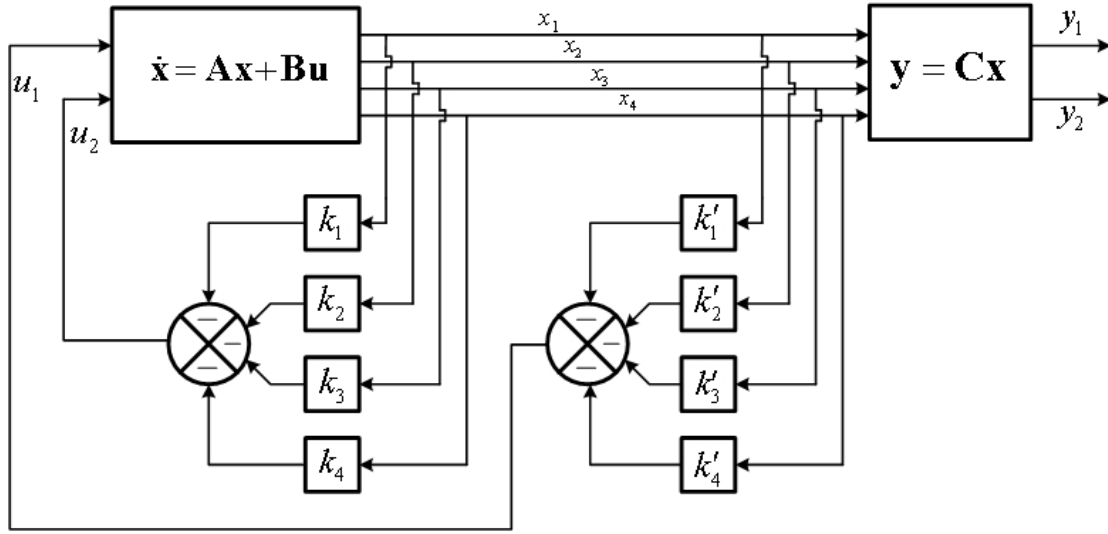 x₁
x₂
x₃
x₄
ẋ = Ax+Bu
y = Cx
y₁
y₂
u₁
u₂
k₁
k₂
k₃
k₄
k′₁
k′₂
k′₃
k′₄
− − − −
− − − −